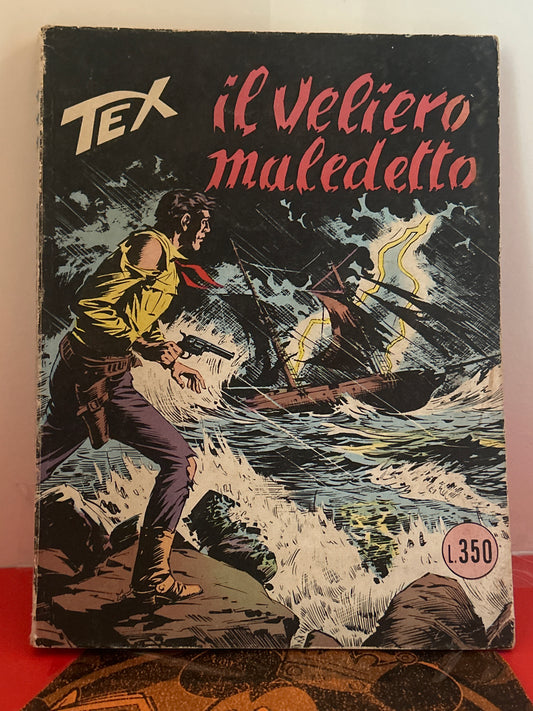 TEX
il veliero
maledetto
L.350